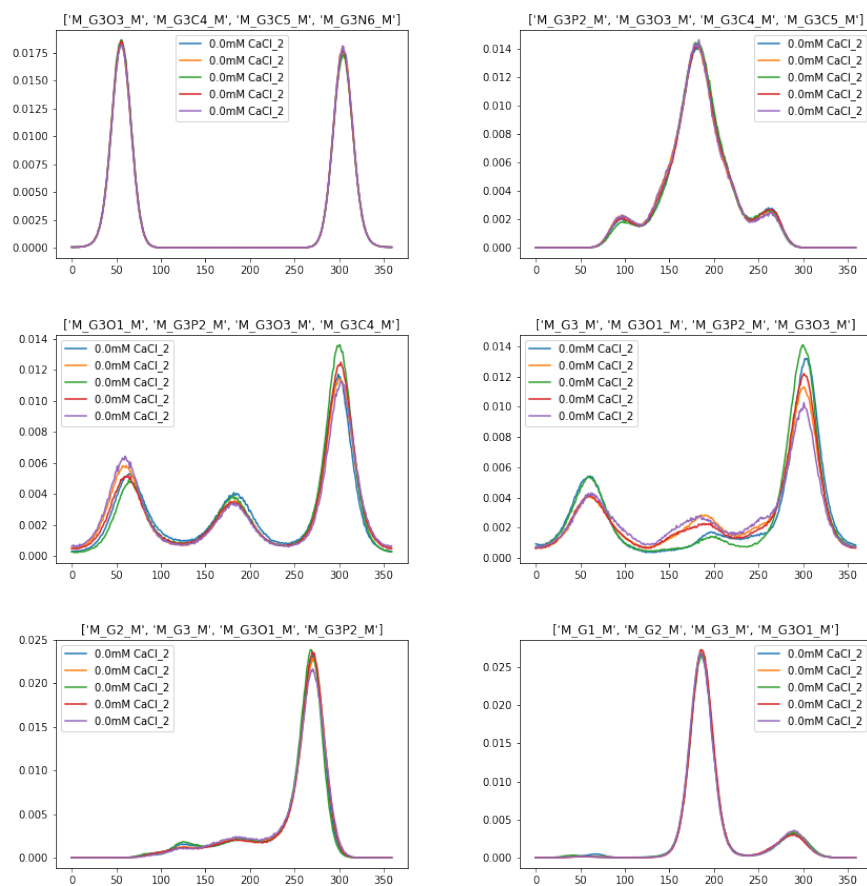 ['M_G3O3_M', 'M_G3C4_M', 'M_G3C5_M', 'M_G3N6_M']
0.0mM CaCl_2
0.0mM CaCl_2
0.0mM CaCl_2
0.0mM CaCl_2
0.0mM CaCl_2
0.0175
0.0150
0.0125
0.0100
0.0075
0.0050
0.0025
0.0000
0 50 100 150 200 250 300 350
['M_G3P2_M', 'M_G3O3_M', 'M_G3C4_M', 'M_G3C5_M']
0.0mM CaCl_2
0.0mM CaCl_2
0.0mM CaCl_2
0.0mM CaCl_2
0.0mM CaCl_2
0.014
0.012
0.010
0.008
0.006
0.004
0.002
0.000
0 50 100 150 200 250 300 350
['M_G3O1_M', 'M_G3P2_M', 'M_G3O3_M', 'M_G3C4_M']
0.0mM CaCl_2
0.0mM CaCl_2
0.0mM CaCl_2
0.0mM CaCl_2
0.0mM CaCl_2
0.014
0.012
0.010
0.008
0.006
0.004
0.002
0.000
0 50 100 150 200 250 300 350
['M_G3_M', 'M_G3O1_M', 'M_G3P2_M', 'M_G3O3_M']
0.0mM CaCl_2
0.0mM CaCl_2
0.0mM CaCl_2
0.0mM CaCl_2
0.0mM CaCl_2
0.014
0.012
0.010
0.008
0.006
0.004
0.002
0.000
0 50 100 150 200 250 300 350
['M_G2_M', 'M_G3_M', 'M_G3O1_M', 'M_G3P2_M']
0.0mM CaCl_2
0.0mM CaCl_2
0.0mM CaCl_2
0.0mM CaCl_2
0.0mM CaCl_2
0.025
0.020
0.015
0.010
0.005
0.000
0 50 100 150 200 250 300 350
['M_G1_M', 'M_G2_M', 'M_G3_M', 'M_G3O1_M']
0.0mM CaCl_2
0.0mM CaCl_2
0.0mM CaCl_2
0.0mM CaCl_2
0.0mM CaCl_2
0.025
0.020
0.015
0.010
0.005
0.000
0 50 100 150 200 250 300 350